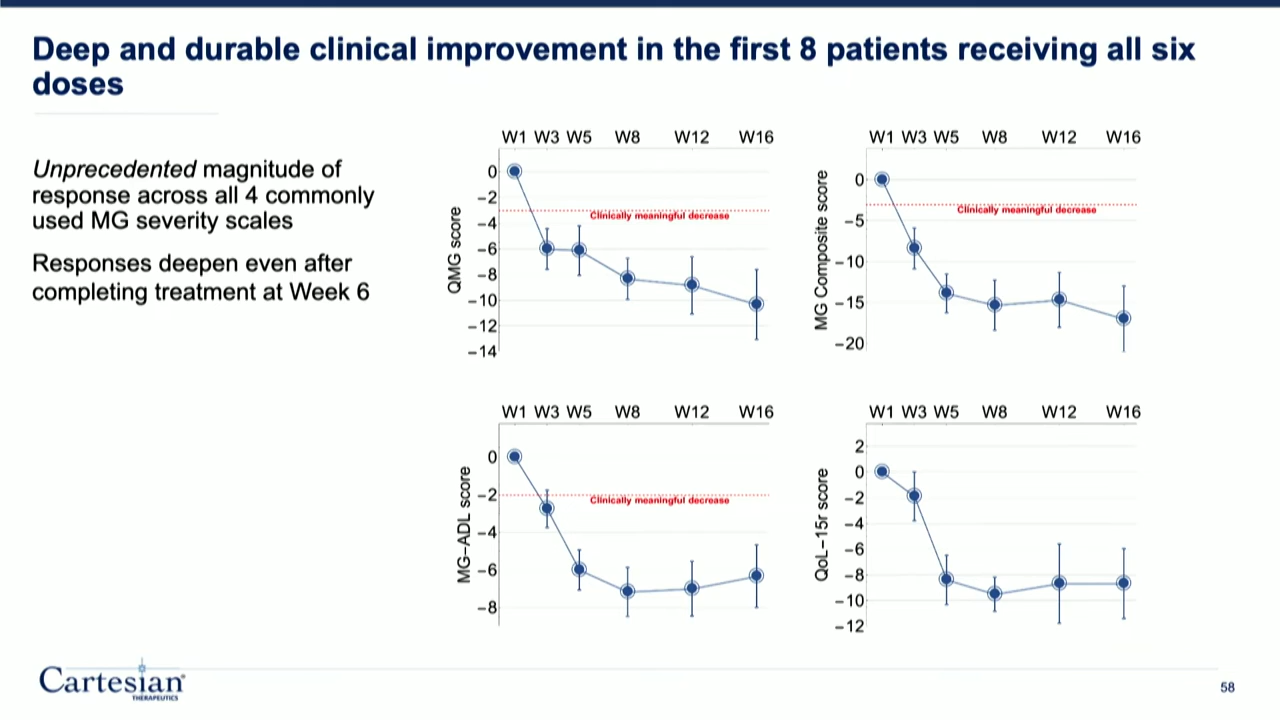 Deep and durable clinical improvement in the first 8 patients receiving all six
doses
Unprecedented magnitude of
response across all 4 commonly
used MG severity scales
Responses deepen even after
completing treatment at Week 6
W1 W3 W5 W8 W12 W16
QMG score
0
−2
−4
−6
−8
−10
−12
−14
Clinically meaningful decrease
W1 W3 W5 W8 W12 W16
MG Composite score
0
−5
−10
−15
−20
Clinically meaningful decrease
W1 W3 W5 W8 W12 W16
MG−ADL score
0
−2
−4
−6
−8
Clinically meaningful decrease
W1 W3 W5 W8 W12 W16
QoL−15r score
2
0
−2
−4
−6
−8
−10
−12
Cartesian
THERAPEUTICS
58